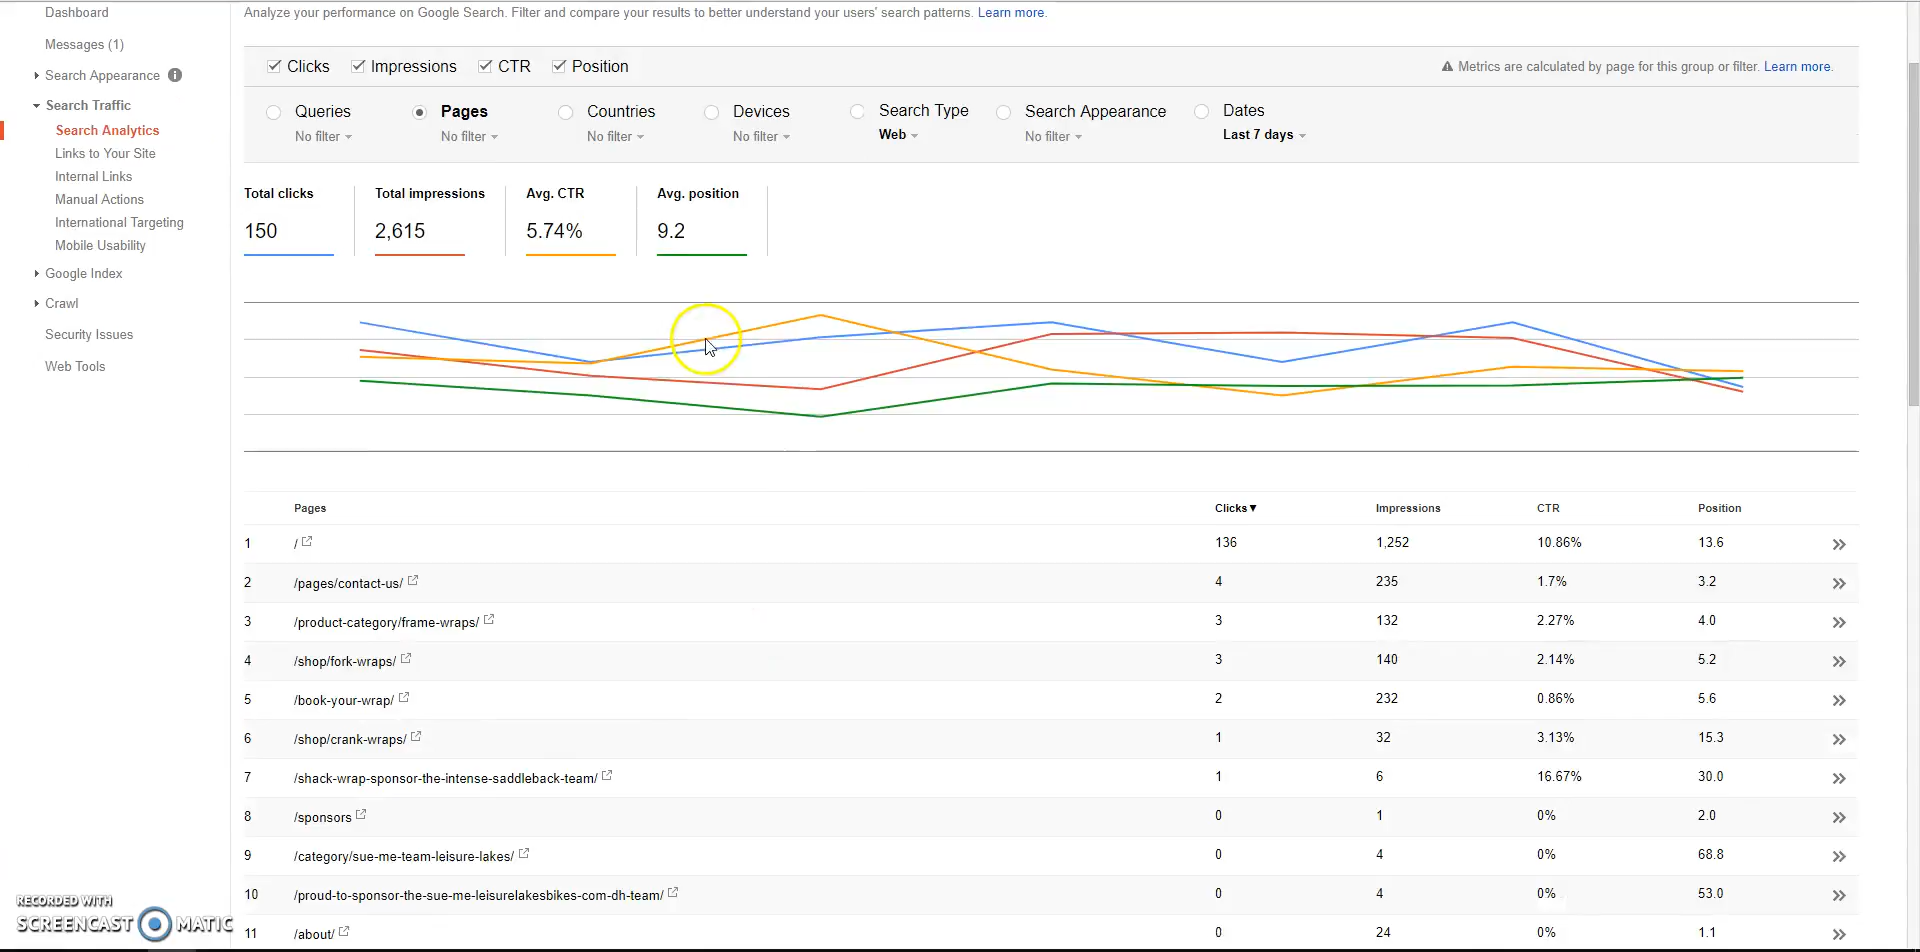 Dashboard
Analyze your performance on Google Search. Filter and compare your results to better understand your users' search patterns. Learn more.
Messages (1)
Search Appearance i
Search Traffic
Search Analytics
Links to Your Site
Internal Links
Manual Actions
International Targeting
Mobile Usability
Google Index
Crawl
Security Issues
Web Tools
Clicks Impressions CTR Position
Metrics are calculated by page for this group or filter. Learn more.
Queries Pages Countries Devices Search Type Search Appearance Dates
No filter No filter No filter No filter Web No filter Last 7 days
Total clicks Total impressions Avg. CTR Avg. position
150 2,615 5.74% 9.2
Pages Clicks▼ Impressions CTR Position
1 / 136 1,252 10.86% 13.6 »
2 /pages/contact-us/ 4 235 1.7% 3.2 »
3 /product-category/frame-wraps/ 3 132 2.27% 4.0 »
4 /shop/fork-wraps/ 3 140 2.14% 5.2 »
5 /book-your-wrap/ 2 232 0.86% 5.6 »
6 /shop/crank-wraps/ 1 32 3.13% 15.3 »
7 /shack-wrap-sponsor-the-intense-saddleback-team/ 1 6 16.67% 30.0 »
8 /sponsors 0 1 0% 2.0 »
9 /category/sue-me-team-leisure-lakes/ 0 4 0% 68.8 »
10 /proud-to-sponsor-the-sue-me-leisurelakesbikes-com-dh-team/ 0 4 0% 53.0 »
11 /about/ 0 24 0% 1.1 »
RECORDED WITH
SCREENCAST MATIC